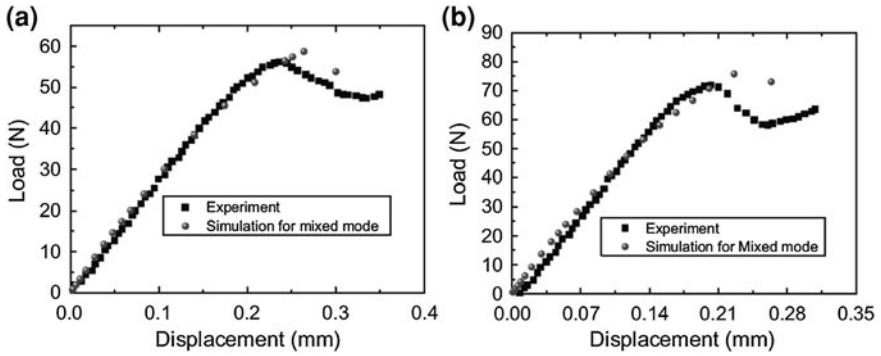 (a)
60
50
40
30
20
10
0
Load (N)
Experiment
Simulation for mixed mode
0.0 0.1 0.2 0.3 0.4
Displacement (mm)
(b)
90
80
70
60
50
40
30
20
10
0
Load (N)
Experiment
Simulation for Mixed mode
0.00 0.07 0.14 0.21 0.28 0.35
Displacement (mm)